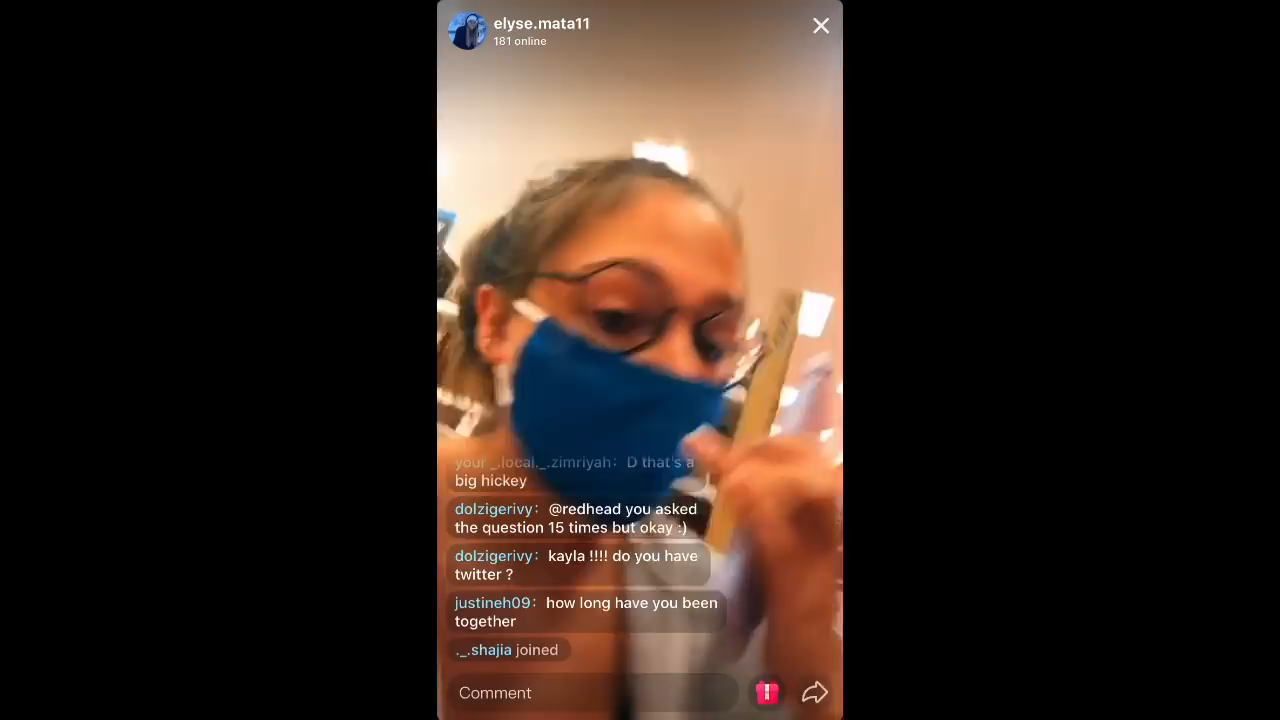 elyse.mata11
181 online
your _.local._.zimriyah: D that's a
big hickey
dolzigerivy: @redhead you asked
the question 15 times but okay :)
dolzigerivy: kayla !!!! do you have
twitter ?
justineh09: how long have you been
together
._.shajia joined
Comment